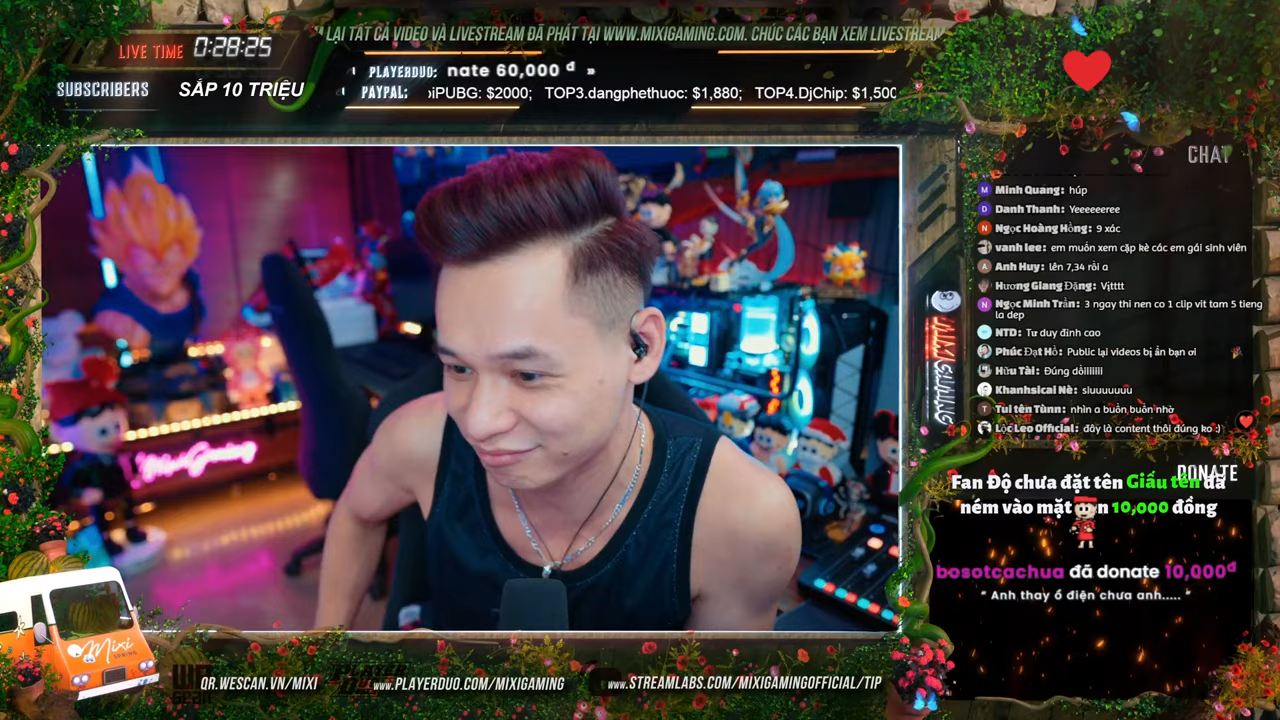 LẠI TẤT CẢ VIDEO VÀ LIVESTREAM ĐÃ PHÁT TẠI WWW.MIXIGAMING.COM. CHÚC CÁC BẠN XEM LIVESTREAM
LIVE TIME 0:28:25
SUBSCRIBERS SẮP 10 TRIỆU
PLAYERDUO: nate 60,000 ₫ »
PAYPAL: iPUBG: $2000; TOP3.dangphethuoc: $1,880; TOP4.DjChip: $1,500
CHAT
Minh Quang: húp
Danh Thanh: Yeeeeeeree
Ngọc Hoàng Hồng: 9 xác
vanh lee: em muốn xem cặp kè các em gái sinh viên
Anh Huy: lên 7,34 rồi a
Hương Giang Đặng: Vịtttt
Ngọc Minh Trần: 3 ngay thi nen co 1 clip vit tam 5 tieng
la dep
NTD: Tư duy đỉnh cao
Phúc Đạt Hồ: Public lại videos bị ẩn bạn ơi
Hữu Tài: Đúng dồiiiiiii
Khanhsicai Nè: siuuuuuuu
Tui tên Tùnn: nhìn a buồn buồn nhờ
Lộc Leo Official: đây là content thôi đúng ko :)
MIXIGAMING
DONATE
Fan Độ chưa đặt tên Giấu tên đã
ném vào mặt 10,000 đồng
bosotcachua đã donate 10,000₫
" Anh thay ổ điện chưa anh..... "
MixiGaming
Mixi
QR.WESCAN.VN/MIXI
WWW.PLAYERDUO.COM/MIXIGAMING
WWW.STREAMLABS.COM/MIXIGAMINGOFFICIAL/TIP